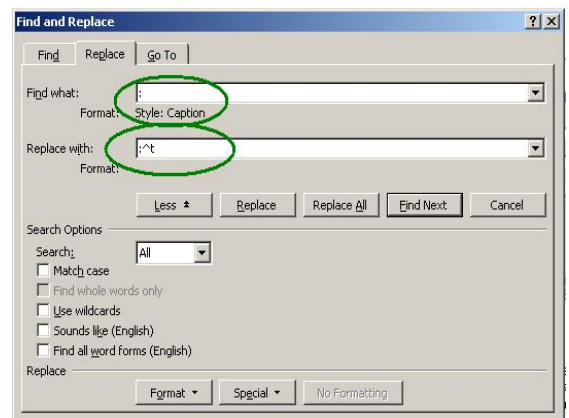 Find and Replace
Find Replace Go To
Find what: :
Format: Style: Caption
Replace with: :^t
Format:
Less Replace Replace All Find Next Cancel
Search Options
Search: All
Match case
Find whole words only
Use wildcards
Sounds like (English)
Find all word forms (English)
Replace
Format Special No Formatting